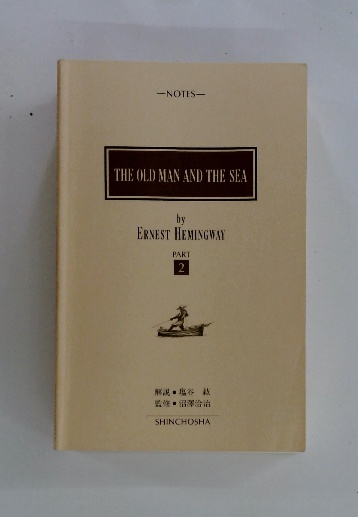 —NOTES—
THE OLD MAN AND THE SEA
by
ERNEST HEMINGWAY
PART
2
解説●塩谷 紘
監修●沼澤洽治
SHINCHOSHA